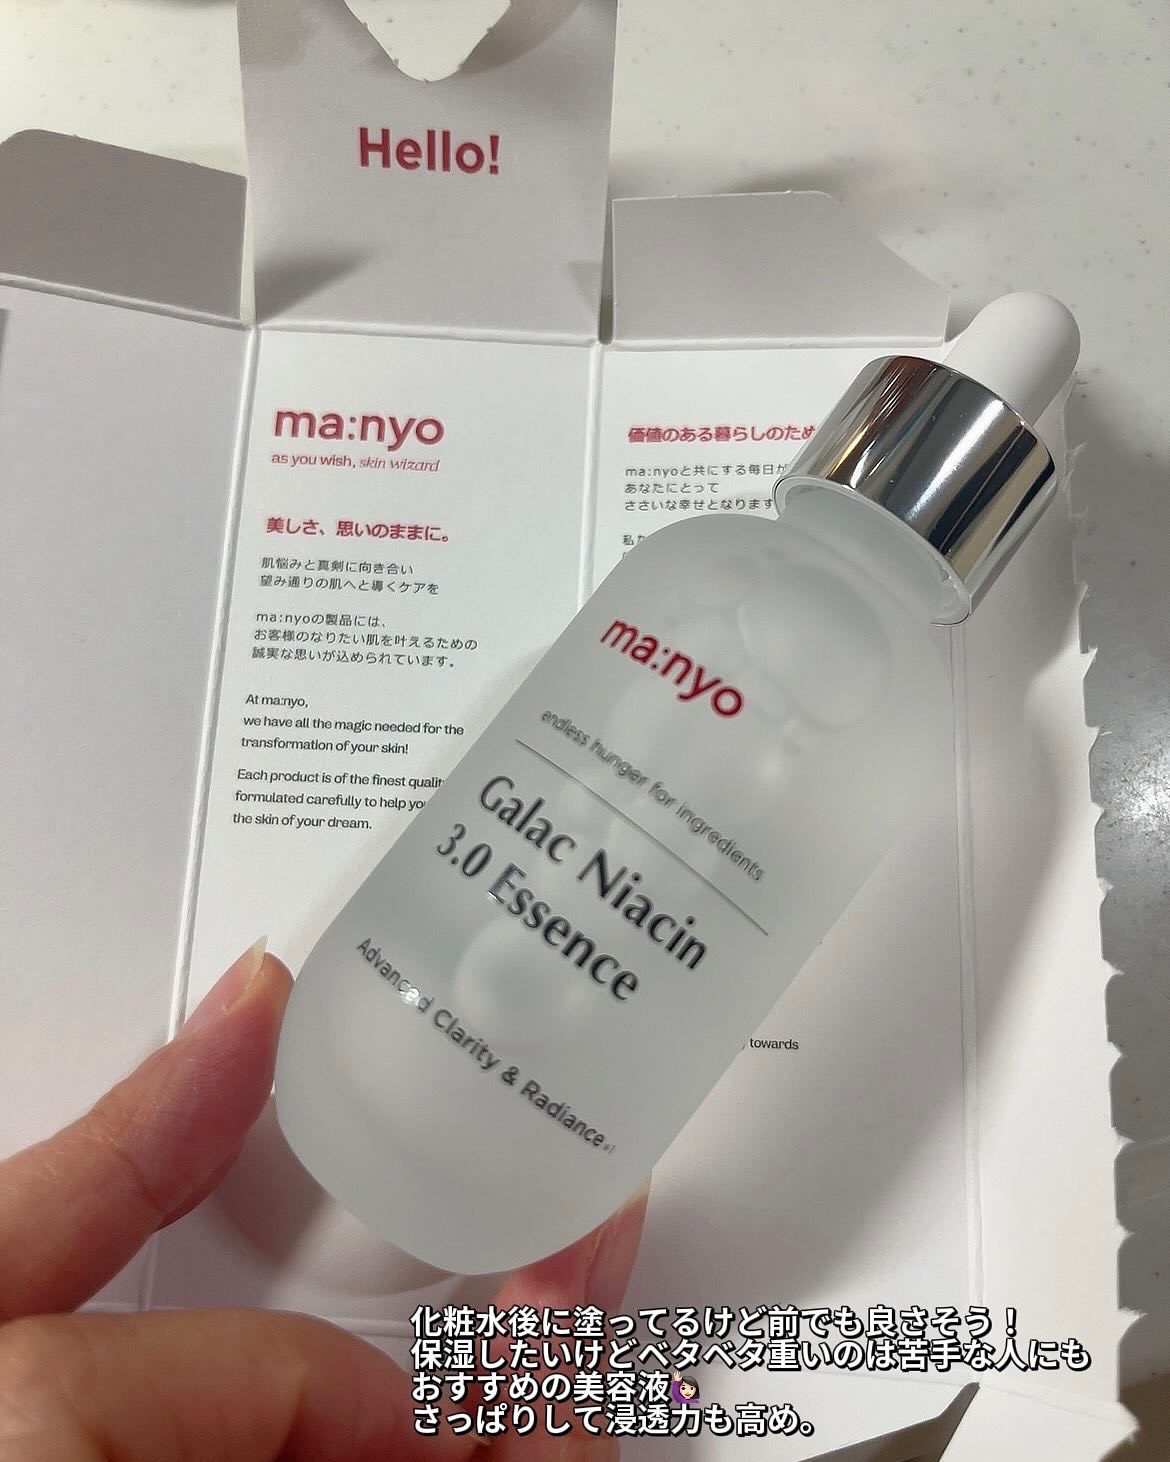 Hello!
ma:nyo
as you wish, skin wizard
美しさ、思いのままに。
肌悩みと真剣に向き合い
望み通りの肌へと導くケアを
ma:nyoの製品には、
お客様のなりたい肌を叶えるための
誠実な思いが込められています。
At ma:nyo,
we have all the magic needed for the
transformation of your skin!
Each product is of the finest
formulated carefully to help
the skin of your dream.
価値のある暮らしのため
ma:nyoと共にする毎日が
あなたにとって
ささいな幸せとなります
towards
ma:nyo
endless hunger for ingredients
Galac Niacin
3.0 Essence
Advanced Clarity & Radiance
化粧水後に塗ってるけど前でも良さそう！
保湿したいけどベタベタ重いのは苦手な人にも
おすすめの美容液🙋🏻‍♀️
さっぱりして浸透力も高め。